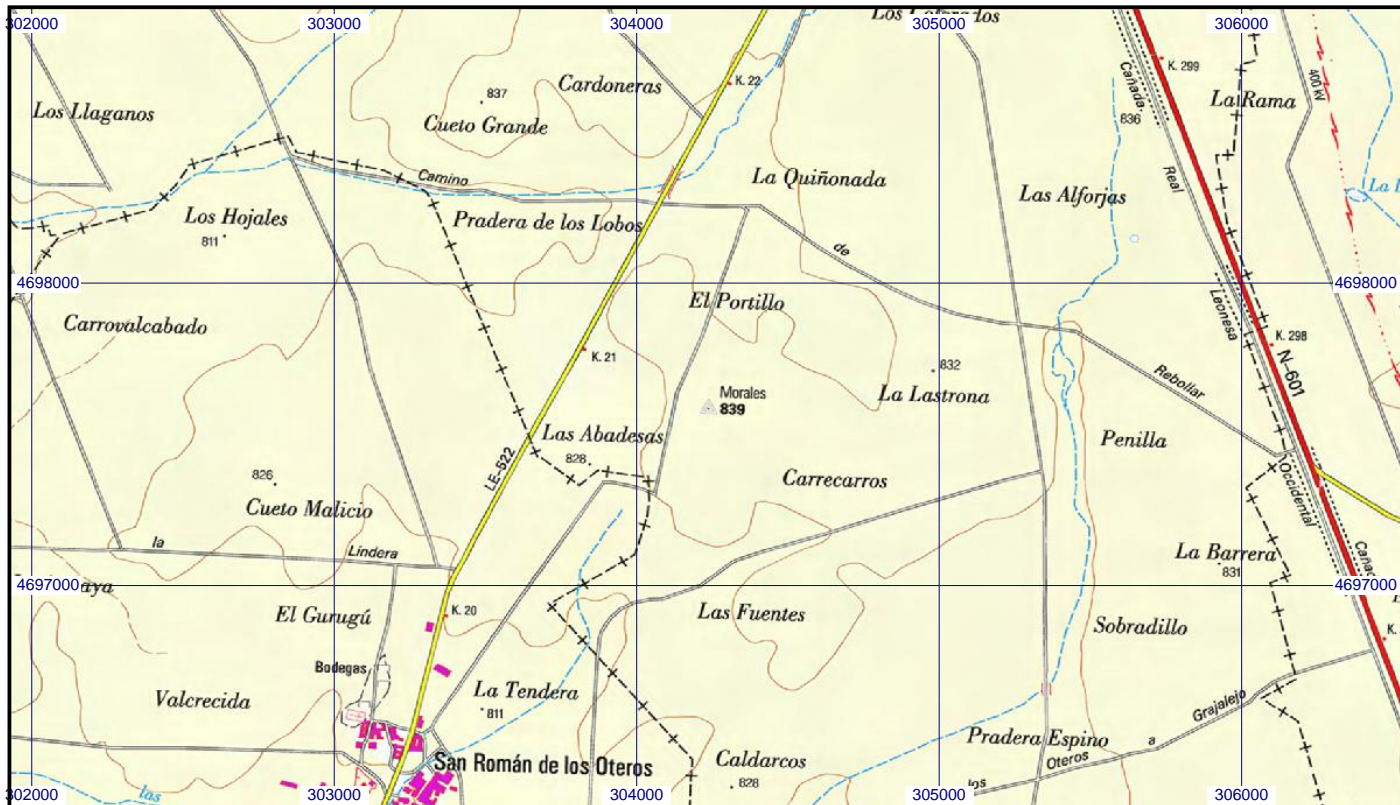 302000
303000
304000
305000
306000
K. 299
K. 22
400 kV
Cardoneras
837
Cañada
La Rama
Los Llaganos
Cueto Grande
836
Camino
La Quiñonada
Real
Las Alforjas
Los Hojales
Pradera de los Lobos
811
de
4698000
4698000
El Portillo
Leonesa
Carrovalcabado
K. 298
K. 21
N-601
832
Rebollar
Morales
839
La Lastrona
Las Abadesas
Penilla
828
LE-522
826
Carrecarros
Occidental
Cueto Malicio
la
Lindera
La Barrera
831
4697000
4697000
K. 20
El Gurugú
Las Fuentes
Sobradillo
K.
Bodegas
Valcrecida
La Tendera
811
Grajalejo
a
Pradera Espino
Oteros
San Román de los Oteros
Caldarcos
828
los
las
302000
303000
304000
305000
306000